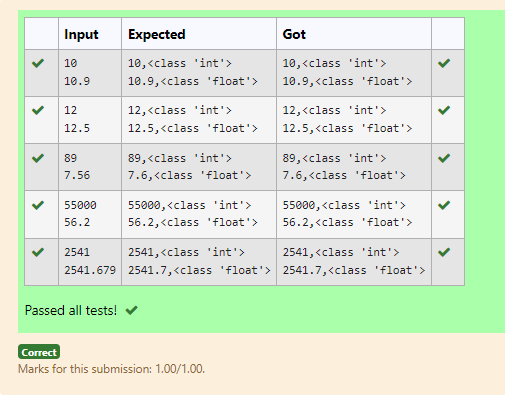 Input Expected Got
10 10,<class 'int'> 10,<class 'int'>
10.9 10.9,<class 'float'> 10.9,<class 'float'>
12 12,<class 'int'> 12,<class 'int'>
12.5 12.5,<class 'float'> 12.5,<class 'float'>
89 89,<class 'int'> 89,<class 'int'>
7.56 7.6,<class 'float'> 7.6,<class 'float'>
55000 55000,<class 'int'> 55000,<class 'int'>
56.2 56.2,<class 'float'> 56.2,<class 'float'>
2541 2541,<class 'int'> 2541,<class 'int'>
2541.679 2541.7,<class 'float'> 2541.7,<class 'float'>
Passed all tests!
Correct
Marks for this submission: 1.00/1.00.